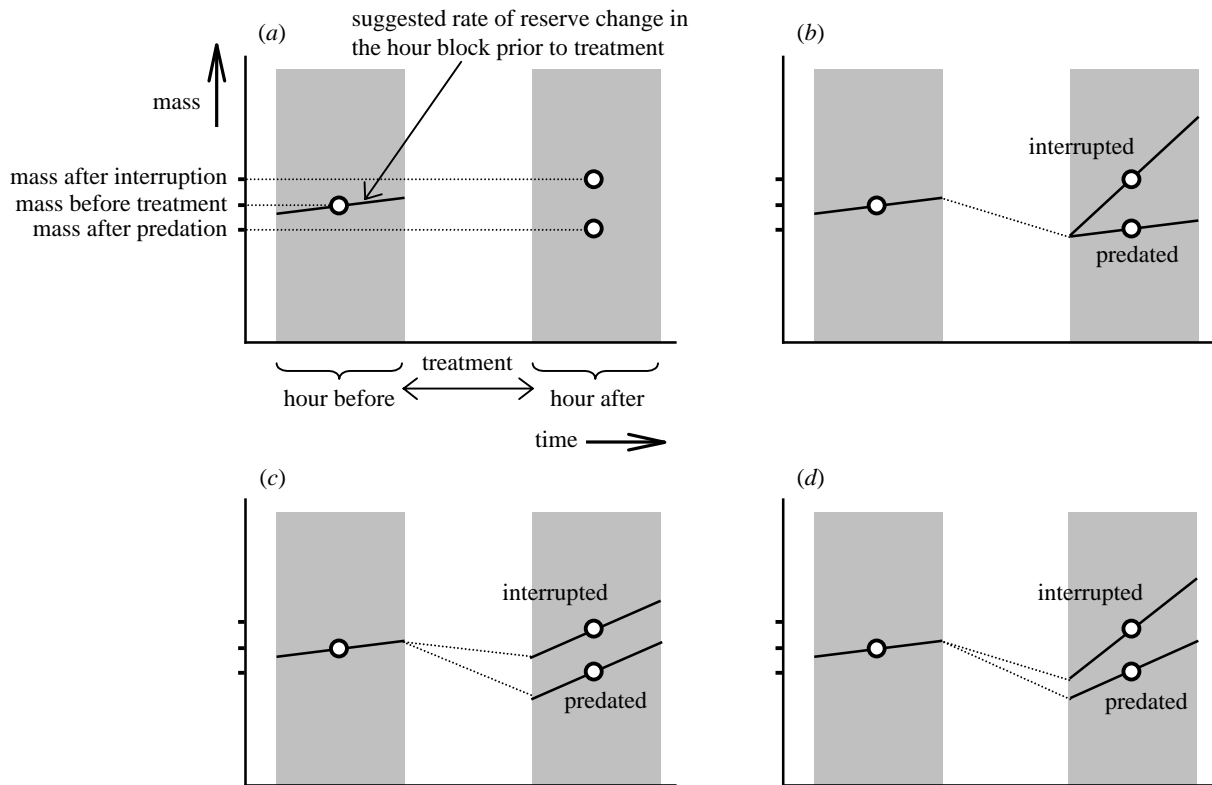 suggested rate of reserve change in
the hour block prior to treatment
(a)
mass
mass after interruption
mass before treatment
mass after predation
treatment
hour before
hour after
time
(b)
interrupted
predated
(c)
interrupted
predated
(d)
interrupted
predated